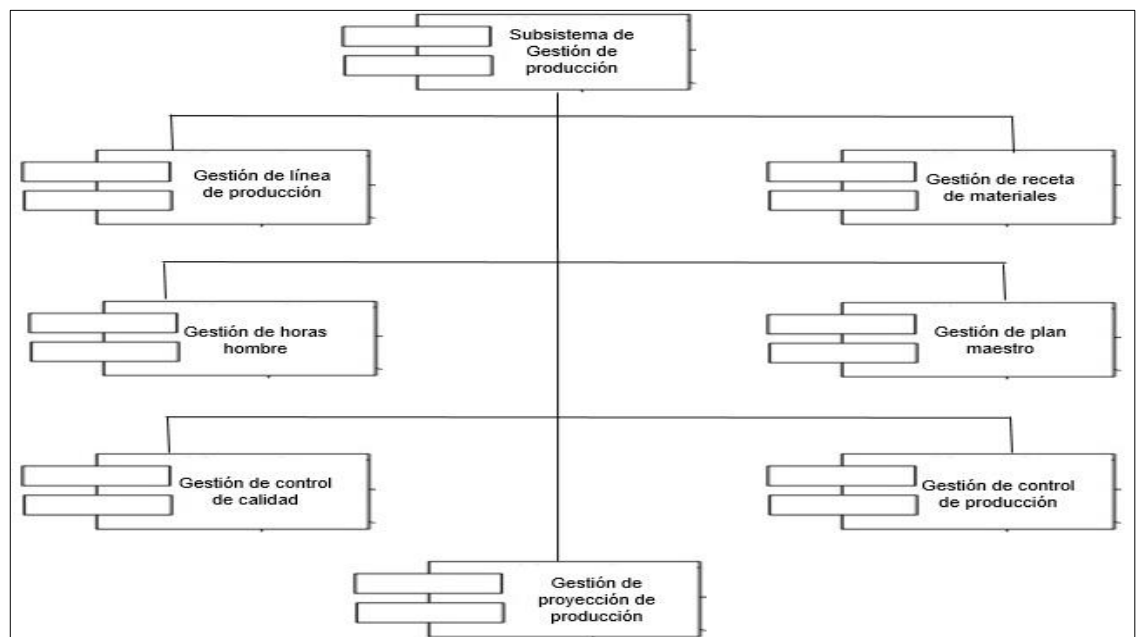 Subsistema de
Gestión de
producción
Gestión de línea
de producción
Gestión de receta
de materiales
Gestión de horas
hombre
Gestión de plan
maestro
Gestión de control
de calidad
Gestión de control
de producción
Gestión de
proyección de
producción